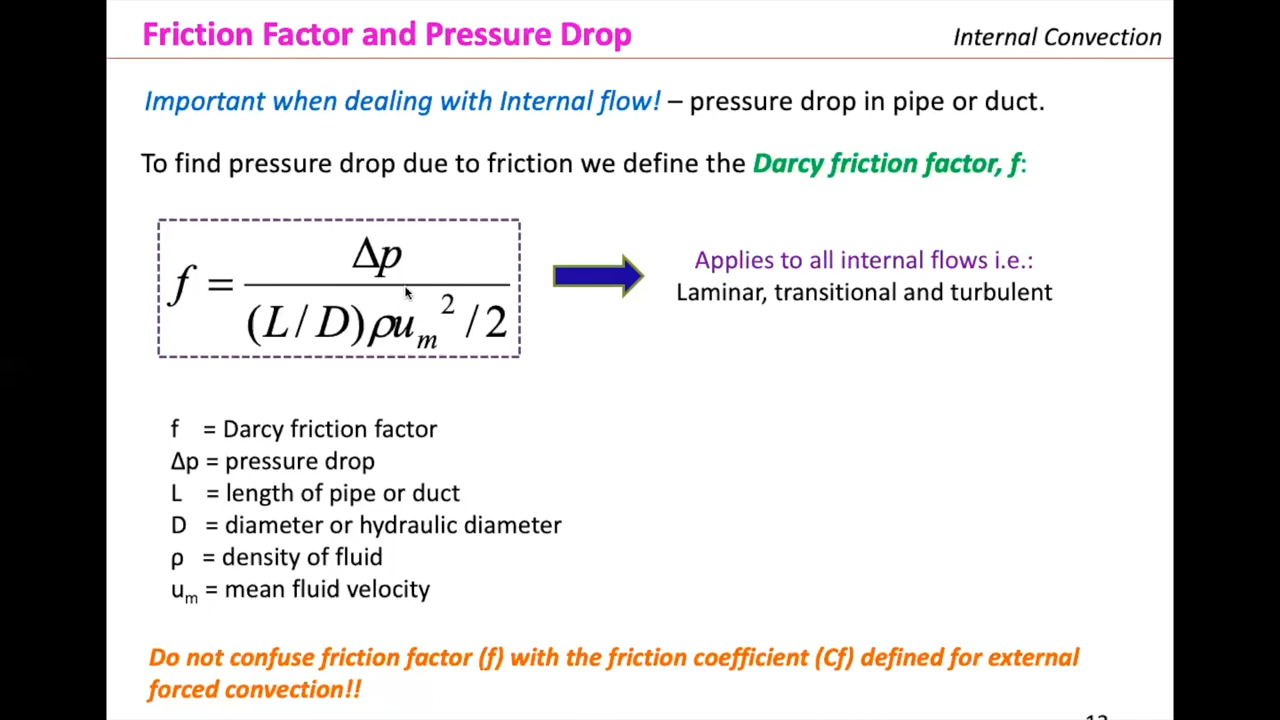 Friction Factor and Pressure Drop
Internal Convection
Important when dealing with Internal flow! – pressure drop in pipe or duct.
To find pressure drop due to friction we define the Darcy friction factor, f:
f = Δp / ((L / D)ρu_m² / 2)
Applies to all internal flows i.e.:
Laminar, transitional and turbulent
f = Darcy friction factor
Δp = pressure drop
L = length of pipe or duct
D = diameter or hydraulic diameter
ρ = density of fluid
u_m = mean fluid velocity
Do not confuse friction factor (f) with the friction coefficient (Cf) defined for external
forced convection!!